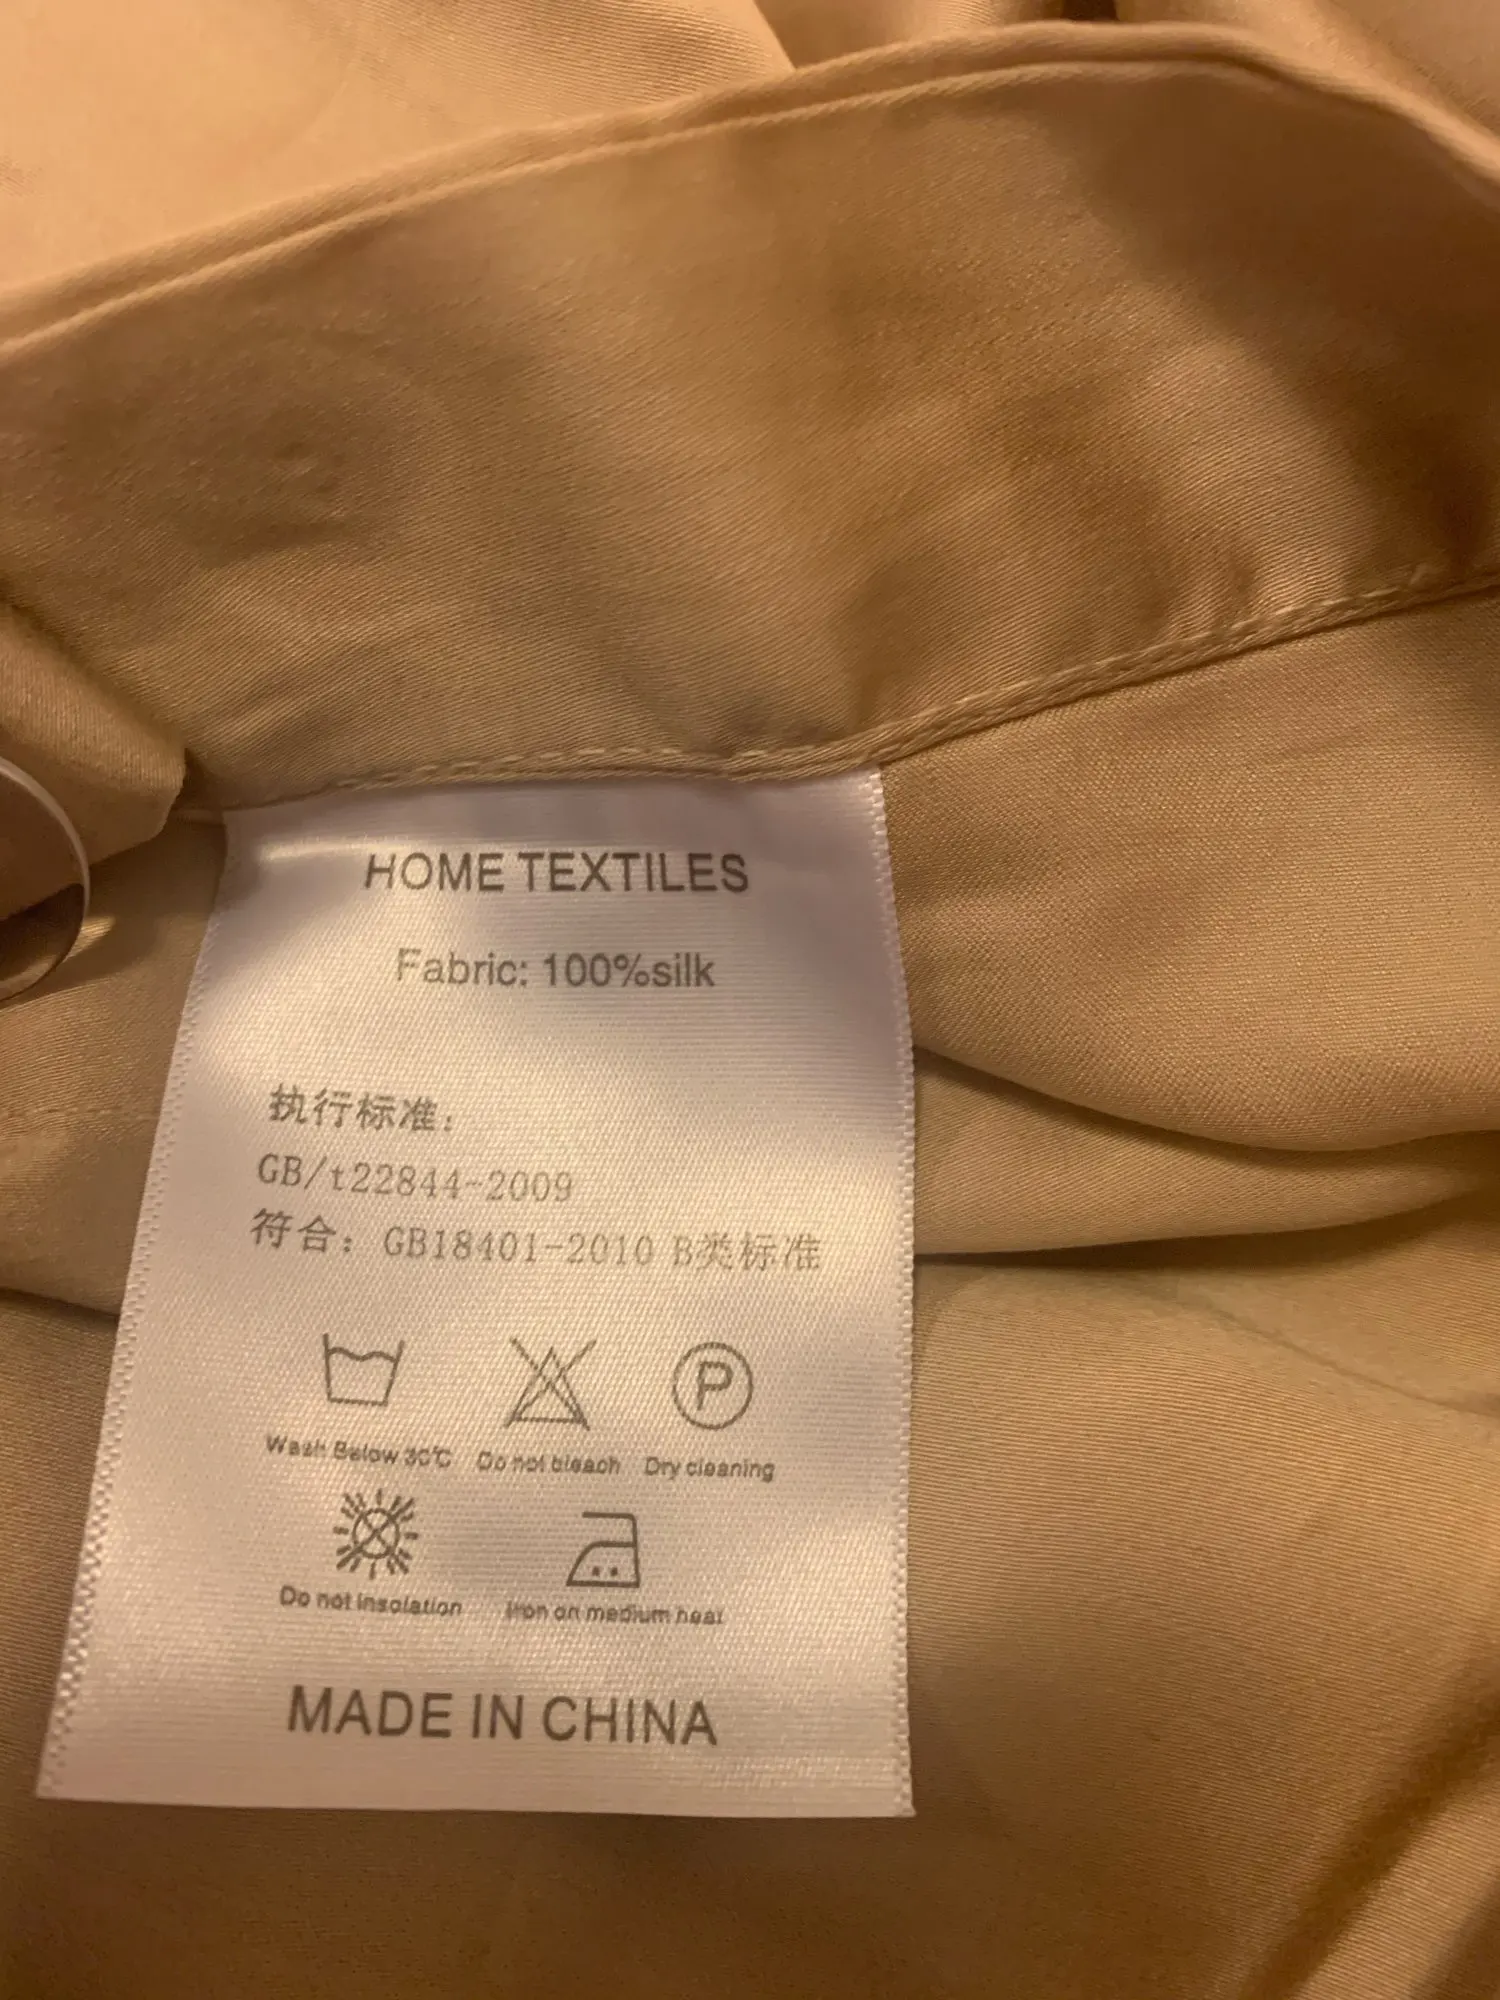 HOME TEXTILES
Fabric: 100%silk
执行标准:
GB/t22844-2009
符合: GB18401-2010 B类标准
P
Wash Below 30℃ Do not bleach Dry cleaning
Do not insolation Iron on medium heat
MADE IN CHINA